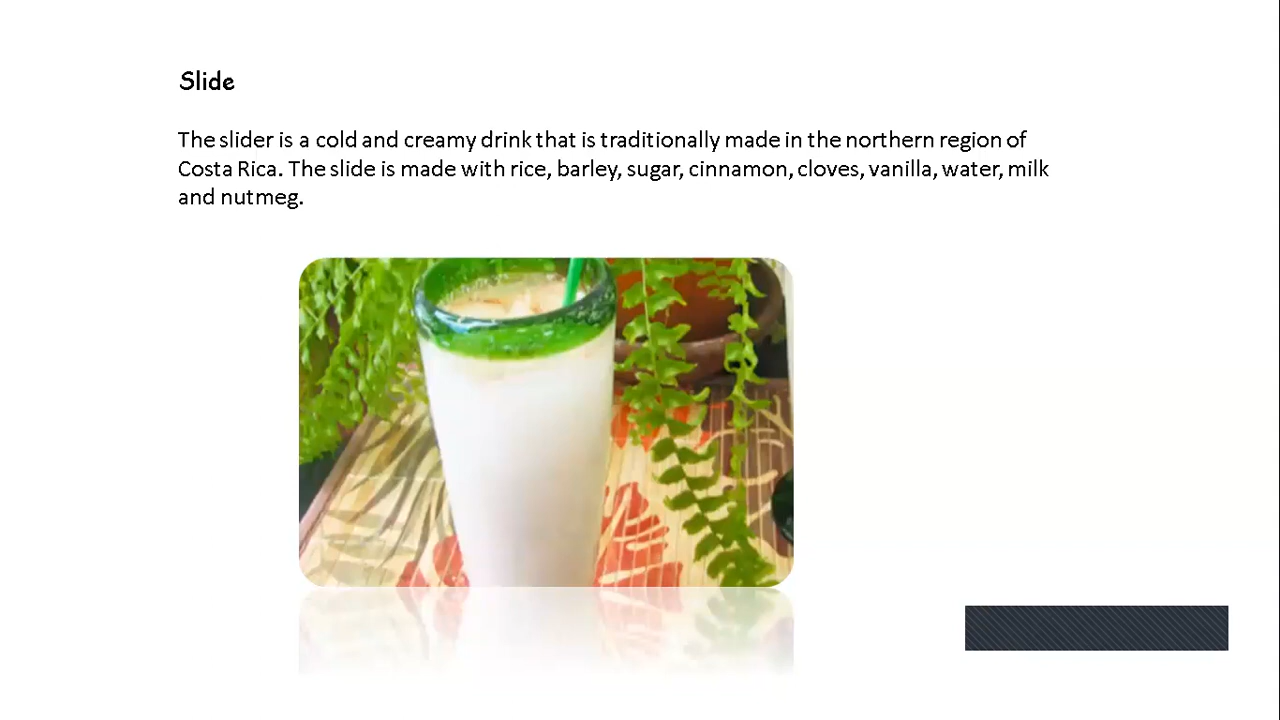 Slide
The slider is a cold and creamy drink that is traditionally made in the northern region of
Costa Rica. The slide is made with rice, barley, sugar, cinnamon, cloves, vanilla, water, milk
and nutmeg.